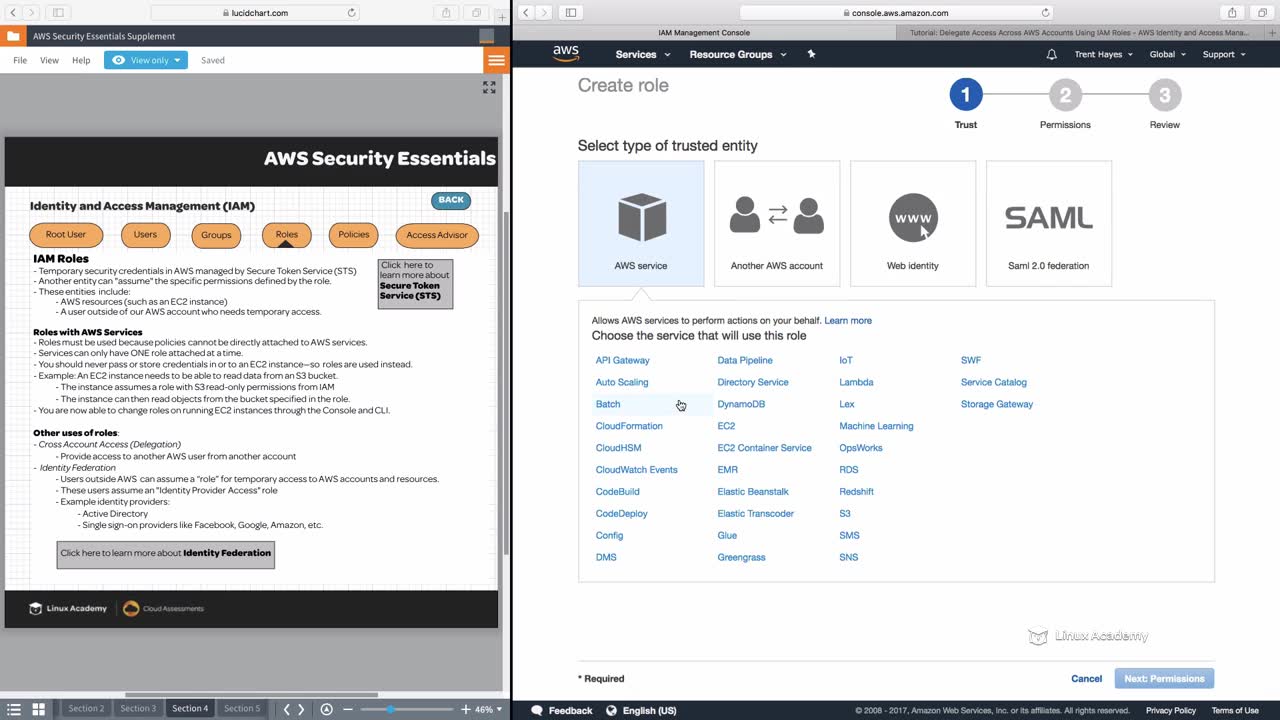 lucidchart.com
AWS Security Essentials Supplement
File View Help View only Saved
AWS Security Essentials
Identity and Access Management (IAM)
BACK
Root User
Users
Groups
Roles
Policies
Access Advisor
IAM Roles
- Temporary security credentials in AWS managed by Secure Token Service (STS)
- Another entity can "assume" the specific permissions defined by the role.
- These entities include:
- AWS resources (such as an EC2 instance)
- A user outside of our AWS account who needs temporary access.
Click here to
learn more about
Secure Token
Service (STS)
Roles with AWS Services
- Roles must be used because policies cannot be directly attached to AWS services.
- Services can only have ONE role attached at a time.
- You should never pass or store credentials in or to an EC2 instance—so roles are used instead.
- Example: An EC2 instance needs to be able to read data from an S3 bucket.
- The instance assumes a role with S3 read-only permissions from IAM
- The instance can then read objects from the bucket specified in the role.
- You are now able to change roles on running EC2 instances through the Console and CLI.
Other uses of roles:
- Cross Account Access (Delegation)
- Provide access to another AWS user from another account
- Identity Federation
- Users outside AWS can assume a "role" for temporary access to AWS accounts and resources.
- These users assume an "Identity Provider Access" role
- Example identity providers:
- Active Directory
- Single sign-on providers like Facebook, Google, Amazon, etc.
Click here to learn more about Identity Federation
Linux Academy Cloud Assessments
Section 2 Section 3 Section 4 Section 5 46%
console.aws.amazon.com
IAM Management Console
Tutorial: Delegate Access Across AWS Accounts Using IAM Roles - AWS Identity and Access Mana...
aws Services Resource Groups Trent Hayes Global Support
Create role
1 2 3
Trust Permissions Review
Select type of trusted entity
www
SAML
AWS service
Another AWS account
Web identity
Saml 2.0 federation
Allows AWS services to perform actions on your behalf. Learn more
Choose the service that will use this role
API Gateway Data Pipeline IoT SWF
Auto Scaling Directory Service Lambda Service Catalog
Batch DynamoDB Lex Storage Gateway
CloudFormation EC2 Machine Learning
CloudHSM EC2 Container Service OpsWorks
CloudWatch Events EMR RDS
CodeBuild Elastic Beanstalk Redshift
CodeDeploy Elastic Transcoder S3
Config Glue SMS
DMS Greengrass SNS
Linux Academy
* Required Cancel Next: Permissions
Feedback English (US) © 2008 - 2017, Amazon Web Services, Inc. or its affiliates. All rights reserved. Privacy Policy Terms of Use